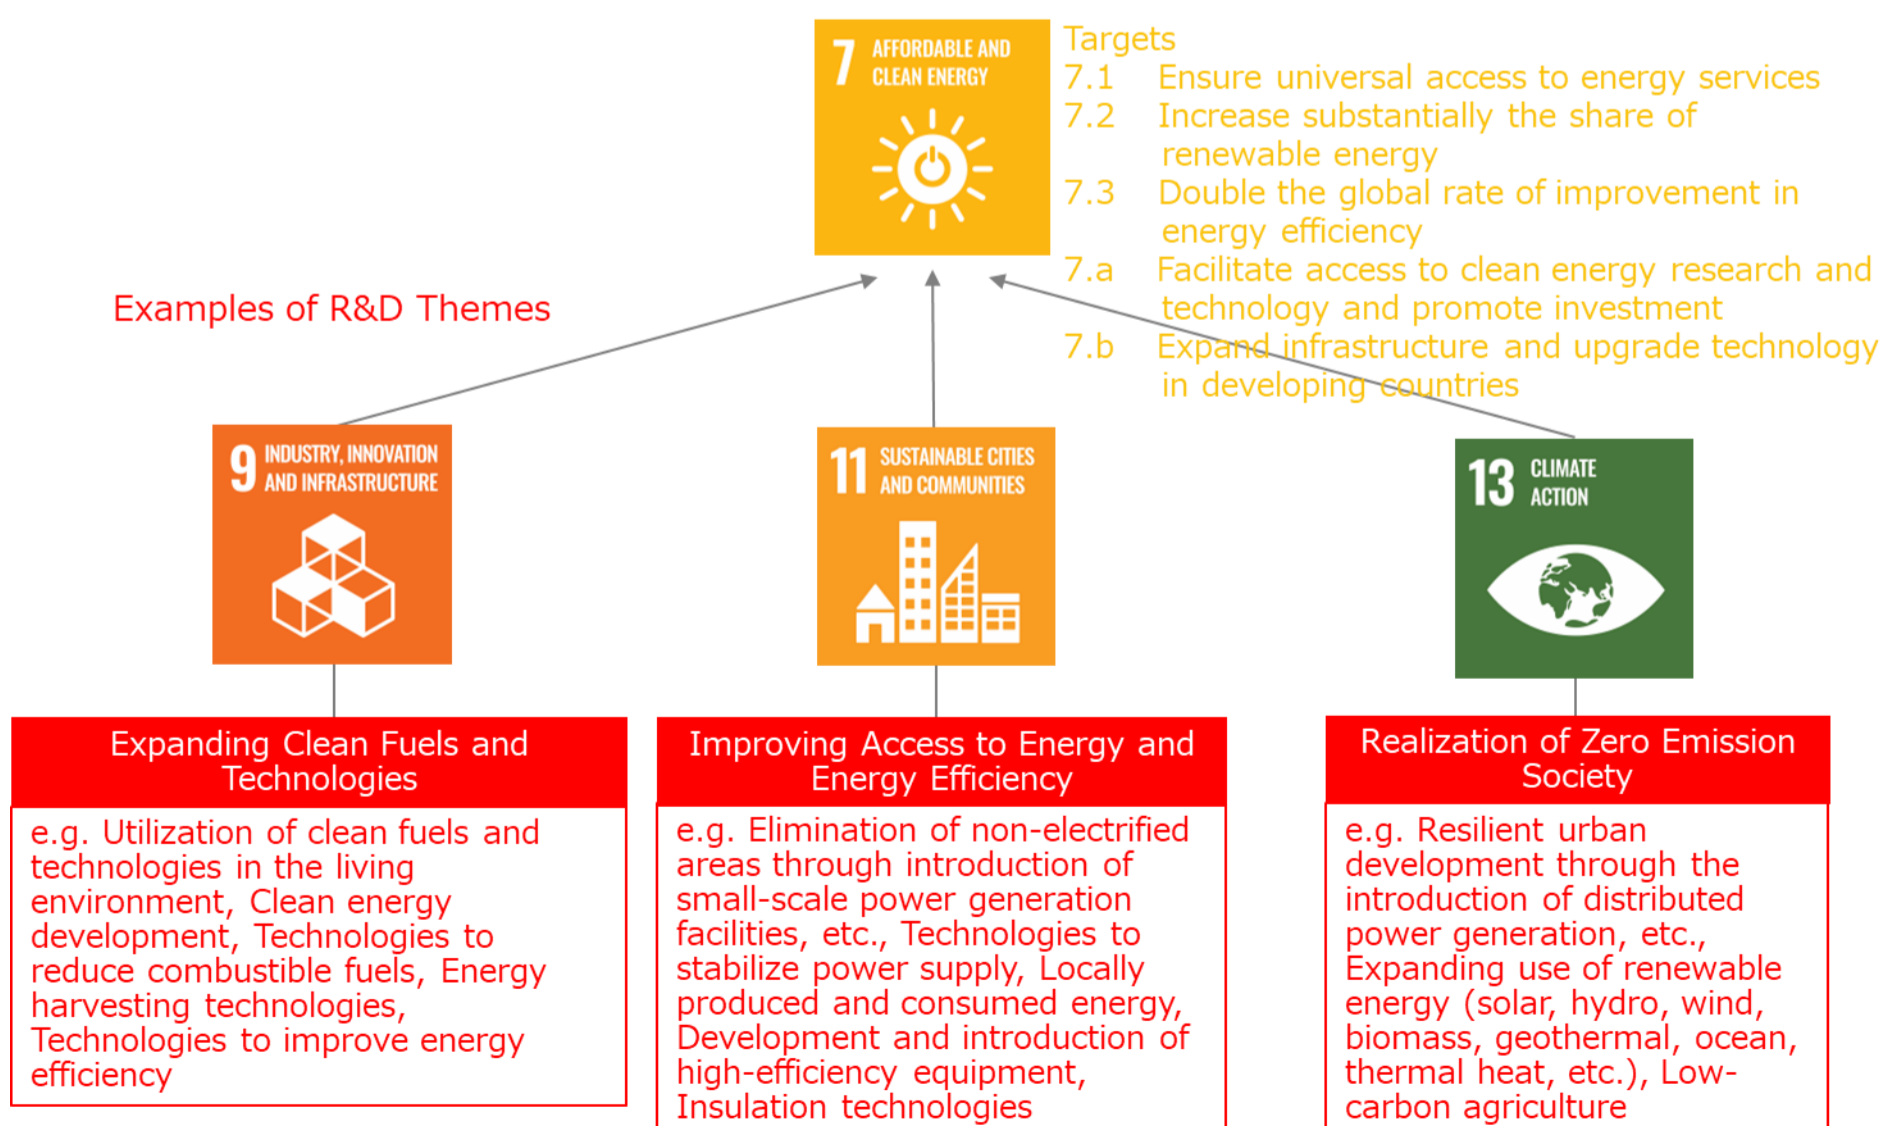 7 AFFORDABLE AND
CLEAN ENERGY
Targets
7.1 Ensure universal access to energy services
7.2 Increase substantially the share of
renewable energy
7.3 Double the global rate of improvement in
energy efficiency
7.a Facilitate access to clean energy research and
technology and promote investment
7.b Expand infrastructure and upgrade technology
in developing countries
Examples of R&D Themes
9 INDUSTRY, INNOVATION
AND INFRASTRUCTURE
11 SUSTAINABLE CITIES
AND COMMUNITIES
13 CLIMATE
ACTION
Expanding Clean Fuels and
Technologies
e.g. Utilization of clean fuels and
technologies in the living
environment, Clean energy
development, Technologies to
reduce combustible fuels, Energy
harvesting technologies,
Technologies to improve energy
efficiency
Improving Access to Energy and
Energy Efficiency
e.g. Elimination of non-electrified
areas through introduction of
small-scale power generation
facilities, etc., Technologies to
stabilize power supply, Locally
produced and consumed energy,
Development and introduction of
high-efficiency equipment,
Insulation technologies
Realization of Zero Emission
Society
e.g. Resilient urban
development through the
introduction of distributed
power generation, etc.,
Expanding use of renewable
energy (solar, hydro, wind,
biomass, geothermal, ocean,
thermal heat, etc.), Low-
carbon agriculture